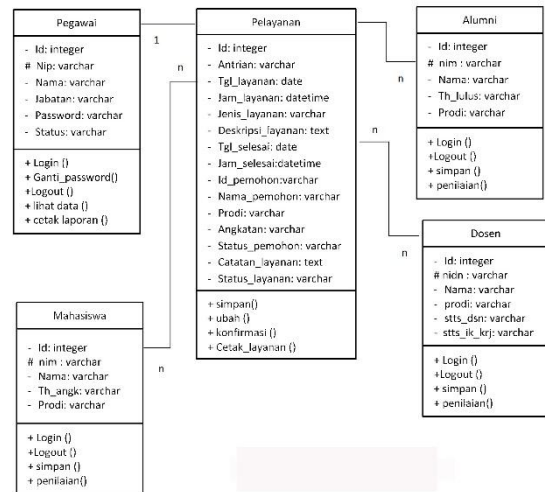 Pegawai
- Id: integer
# Nip: varchar
- Nama: varchar
- Jabatan: varchar
- Password: varchar
- Status: varchar
+ Login ()
+ Ganti_password()
+Logout ()
+ lihat data ()
+ cetak laporan ()
1
n
Pelayanan
- Id: integer
- Antrian: varchar
- Tgl_layanan: date
- Jam_layanan: datetime
- Jenis_layanan: varchar
- Deskripsi_layanan: text
- Tgl_selesai: date
- Jam_selesai:datetime
- Id_pemohon:varchar
- Nama_pemohon: varchar
- Prodi: varchar
- Angkatan: varchar
- Status_pemohon: varchar
- Catatan_layanan: text
- Status_layanan: varchar
+ simpan()
+ ubah ()
+ konfirmasi ()
+ Cetak_layanan ()
n
n
Alumni
- Id: integer
# nim : varchar
- Nama: varchar
- Th_lulus: varchar
- Prodi: varchar
+ Login ()
+Logout ()
+ simpan ()
+ penilaian()
n
n
Dosen
- Id: integer
# nidn : varchar
- Nama: varchar
- prodi: varchar
- stts_dsn: varchar
- stts_ik_krj: varchar
+ Login ()
+Logout ()
+ simpan ()
+ penilaian()
Mahasiswa
- Id: integer
# nim : varchar
- Nama: varchar
- Th_angk: varchar
- Prodi: varchar
+ Login ()
+Logout ()
+ simpan ()
+ penilaian()
n